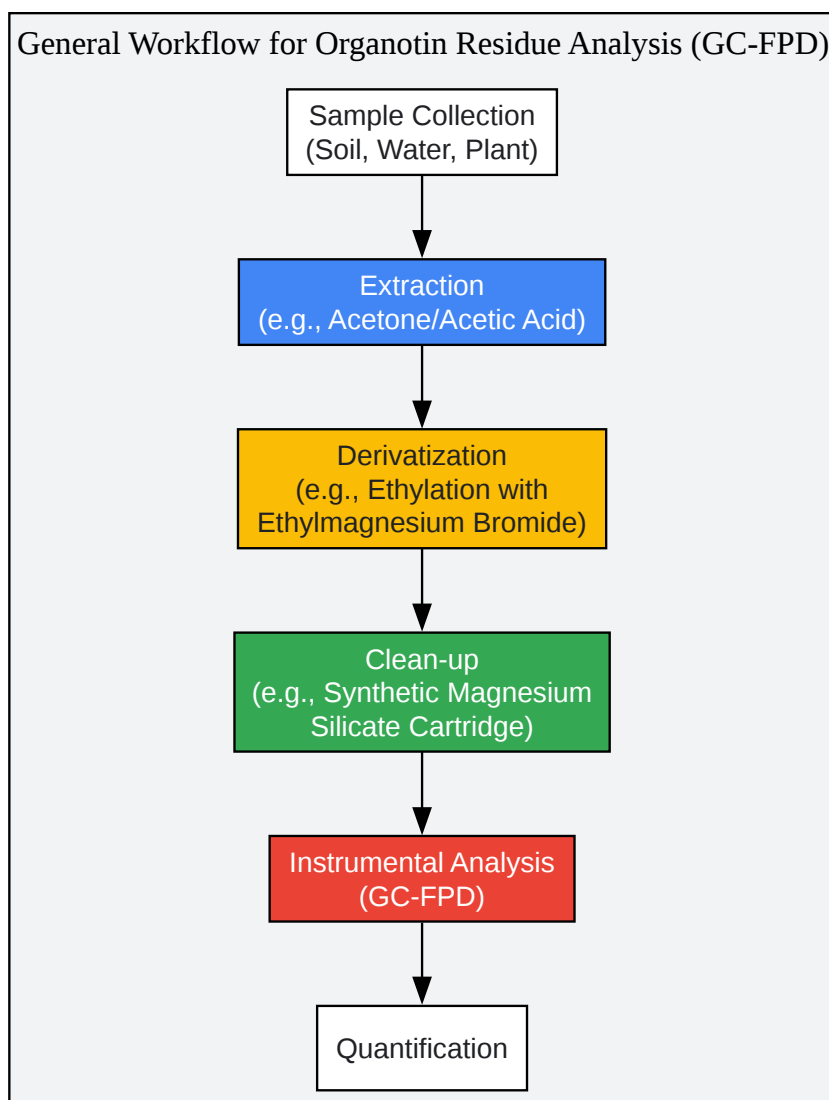 General Workflow for Organotin Residue Analysis (GC-FPD)
Sample Collection
(Soil, Water, Plant)
Extraction
(e.g., Acetone/Acetic Acid)
Derivatization
(e.g., Ethylation with
Ethylmagnesium Bromide)
Clean-up
(e.g., Synthetic Magnesium
Silicate Cartridge)
Instrumental Analysis
(GC-FPD)
Quantification